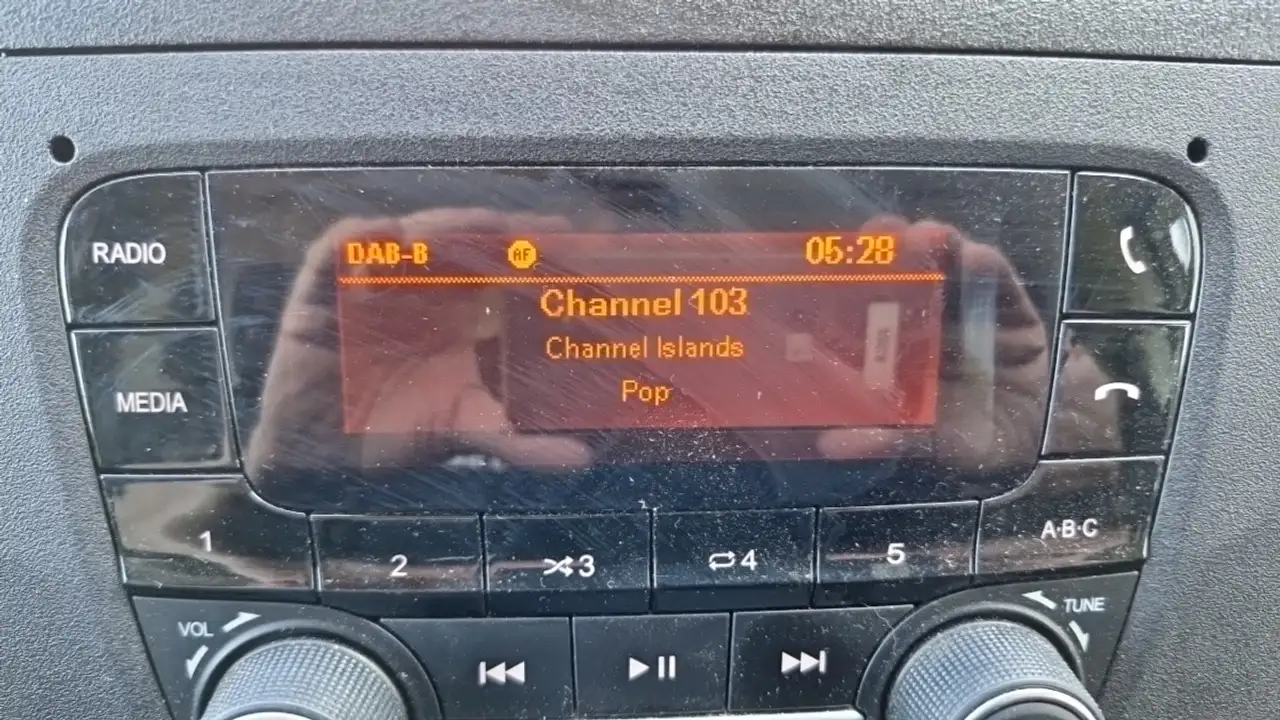 DAB-B AF 05:28
Channel 103
Channel Islands
Pop
RADIO
MEDIA
1 2 3 4 5 A·B·C
VOL TUNE